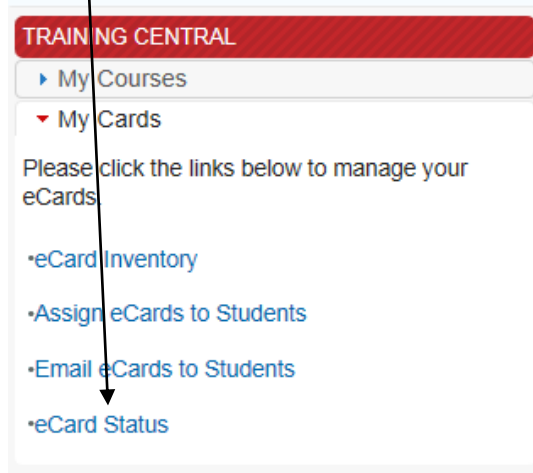 TRAINING CENTRAL
My Courses
My Cards
Please click the links below to manage your
eCards.
•eCard Inventory
•Assign eCards to Students
•Email eCards to Students
•eCard Status